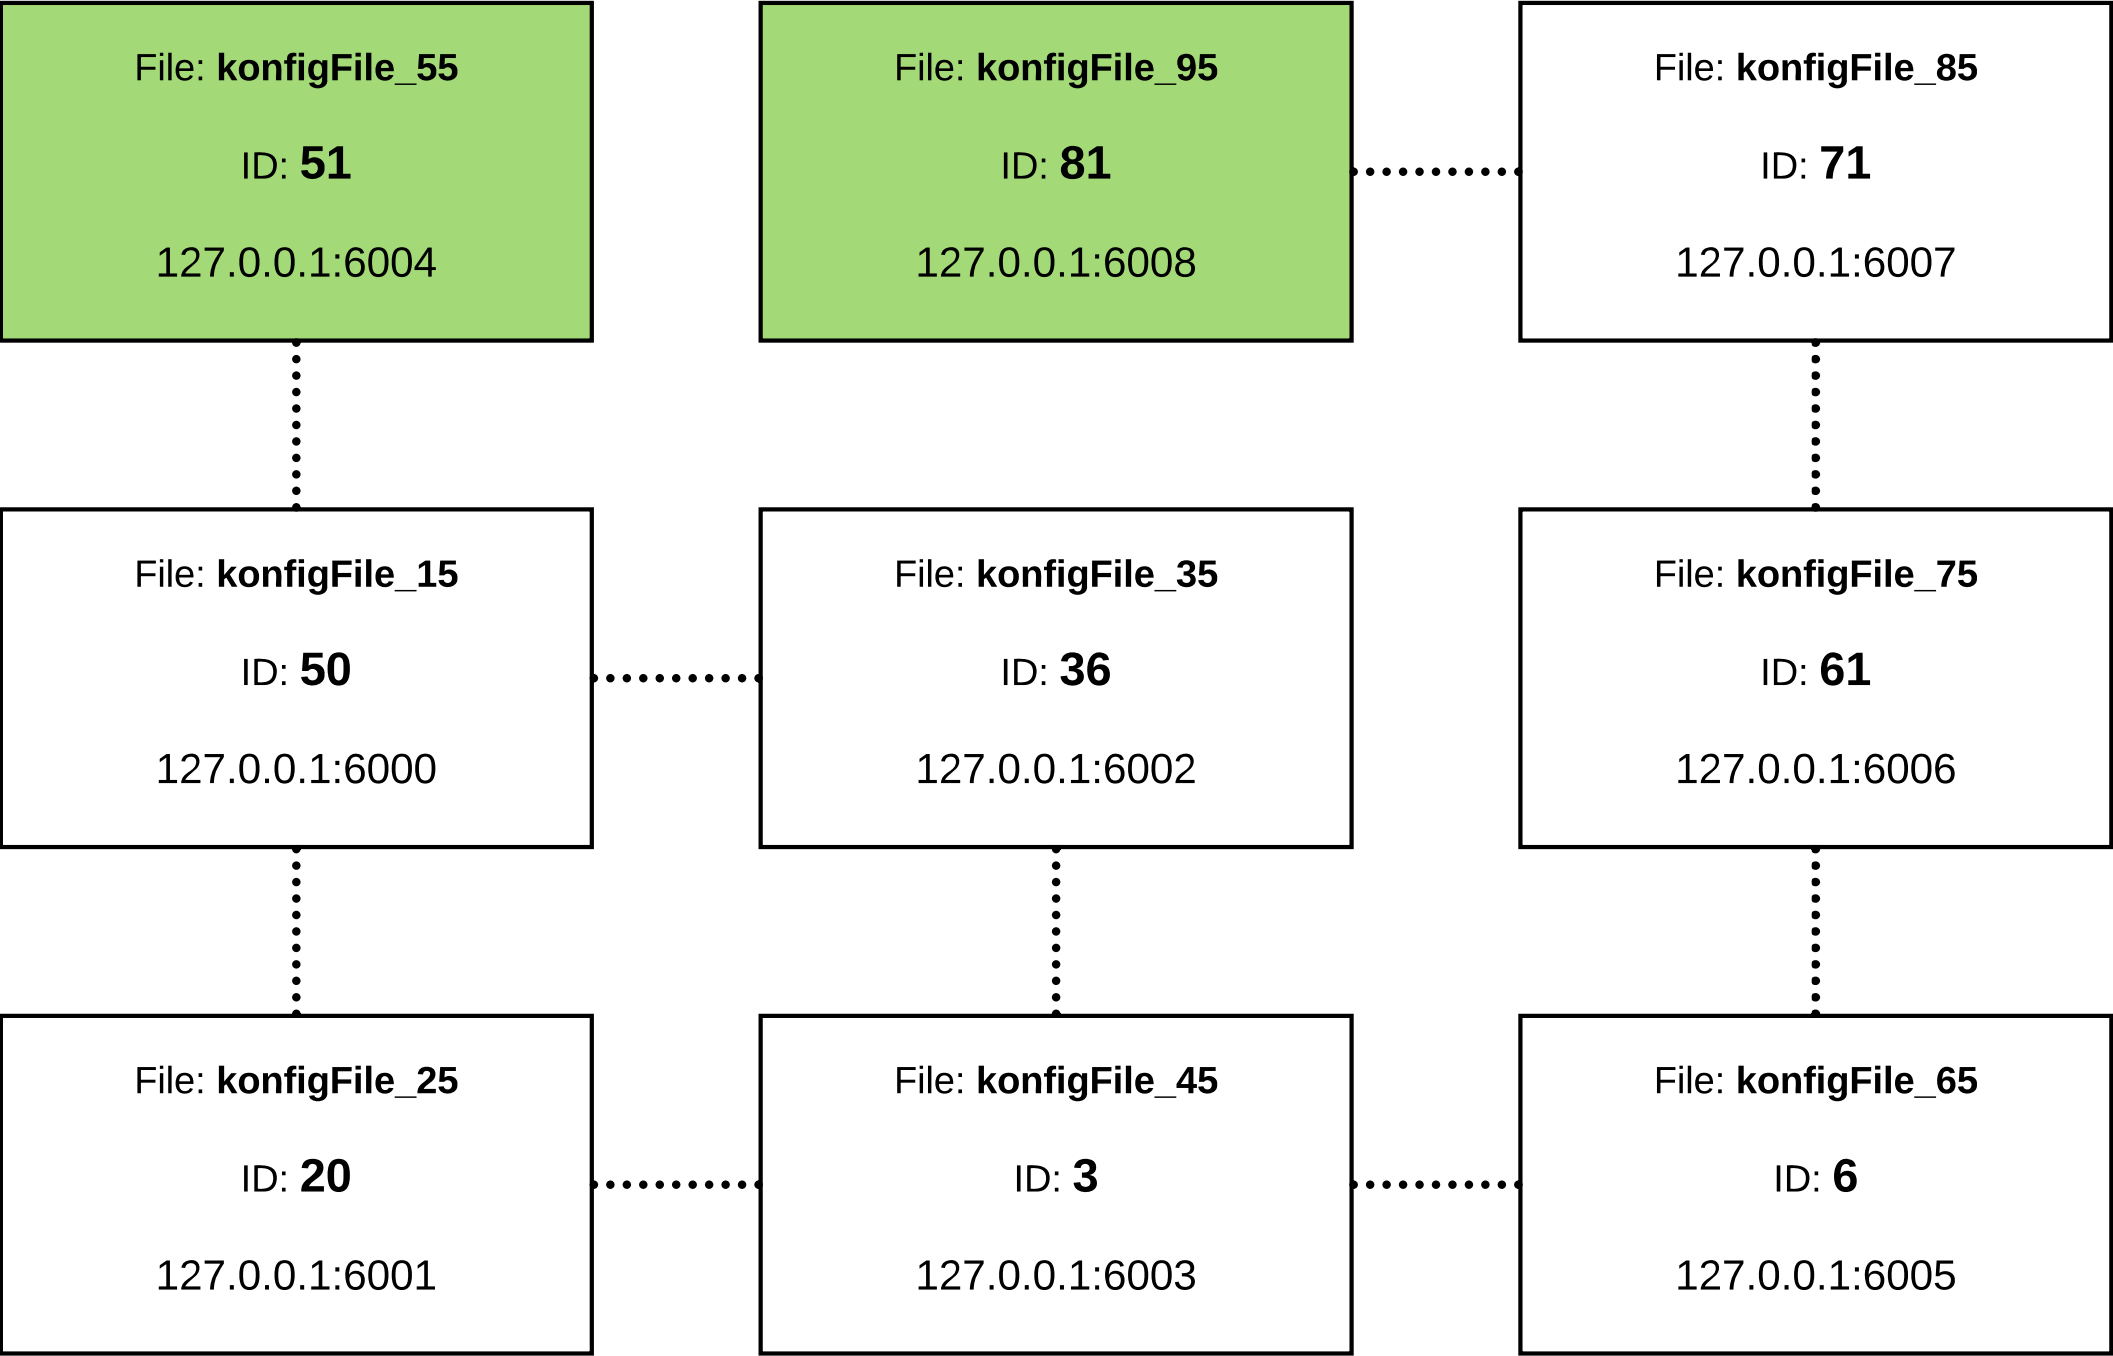 File: konfigFile_55
ID: 51
127.0.0.1:6004
File: konfigFile_95
ID: 81
127.0.0.1:6008
File: konfigFile_85
ID: 71
127.0.0.1:6007
File: konfigFile_15
ID: 50
127.0.0.1:6000
File: konfigFile_35
ID: 36
127.0.0.1:6002
File: konfigFile_75
ID: 61
127.0.0.1:6006
File: konfigFile_25
ID: 20
127.0.0.1:6001
File: konfigFile_45
ID: 3
127.0.0.1:6003
File: konfigFile_65
ID: 6
127.0.0.1:6005